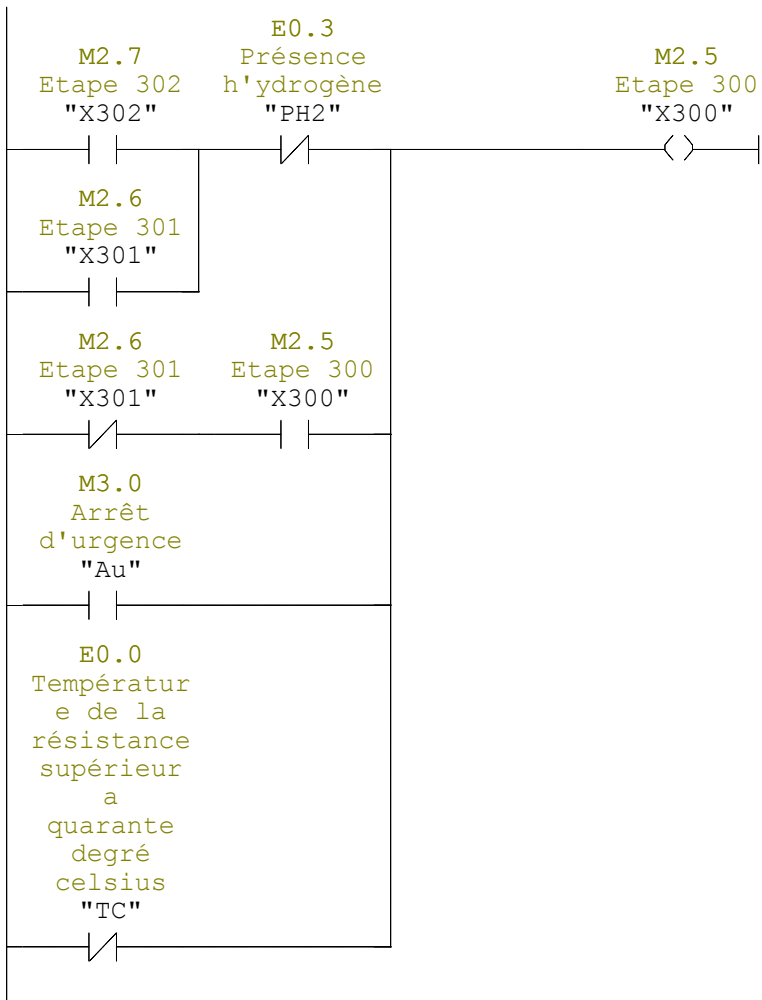 E0.3
M2.7 Présence M2.5
Etape 302 h'ydrogène Etape 300
"X302" "PH2" "X300"
M2.6
Etape 301
"X301"
M2.6 M2.5
Etape 301 Etape 300
"X301" "X300"
M3.0
Arrêt
d'urgence
"Au"
E0.0
Températur
e de la
résistance
supérieur
a
quarante
degré
celsius
"TC"